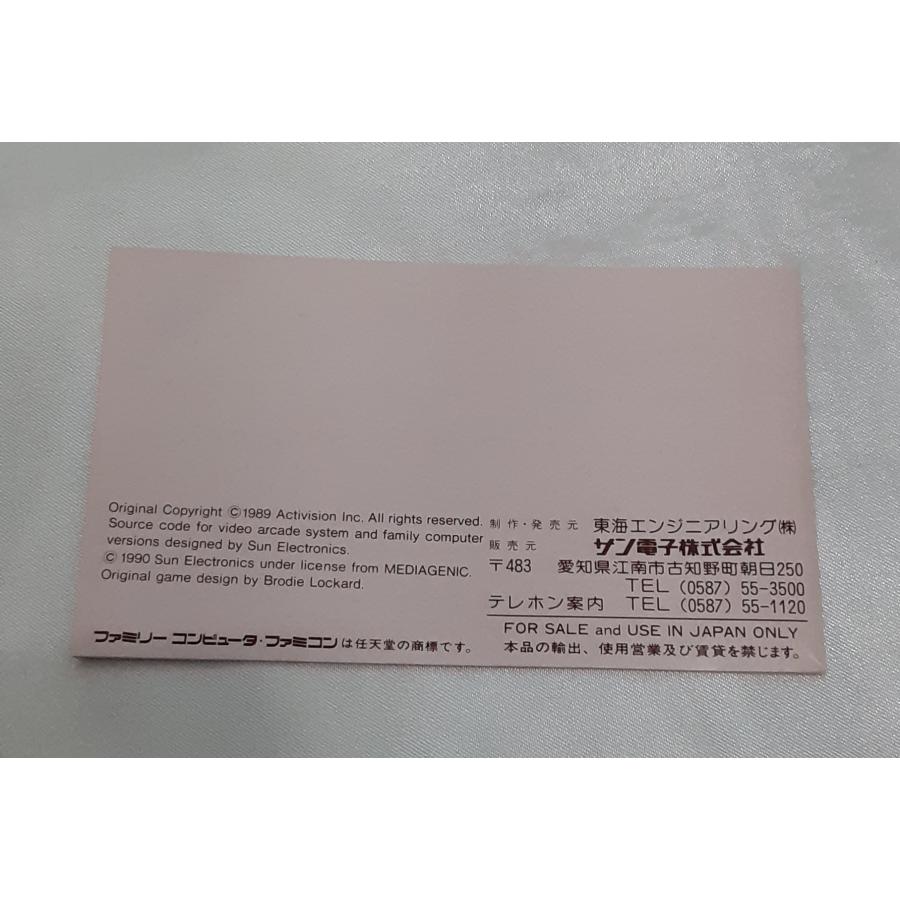 Original Copyright ©1989 Activision Inc. All rights reserved.
Source code for video arcade system and family computer
versions designed by Sun Electronics.
© 1990 Sun Electronics under license from MEDIAGENIC.
Original game design by Brodie Lockard.
ファミリー コンピュータ・ファミコンは任天堂の商標です。
制作・発売元 東海エンジニアリング㈱
販売元 サン電子株式会社
〒483 愛知県江南市古知野町朝日250
TEL (0587) 55-3500
テレホン案内 TEL (0587) 55-1120
FOR SALE and USE IN JAPAN ONLY
本品の輸出、使用営業及び賃貸を禁じます。